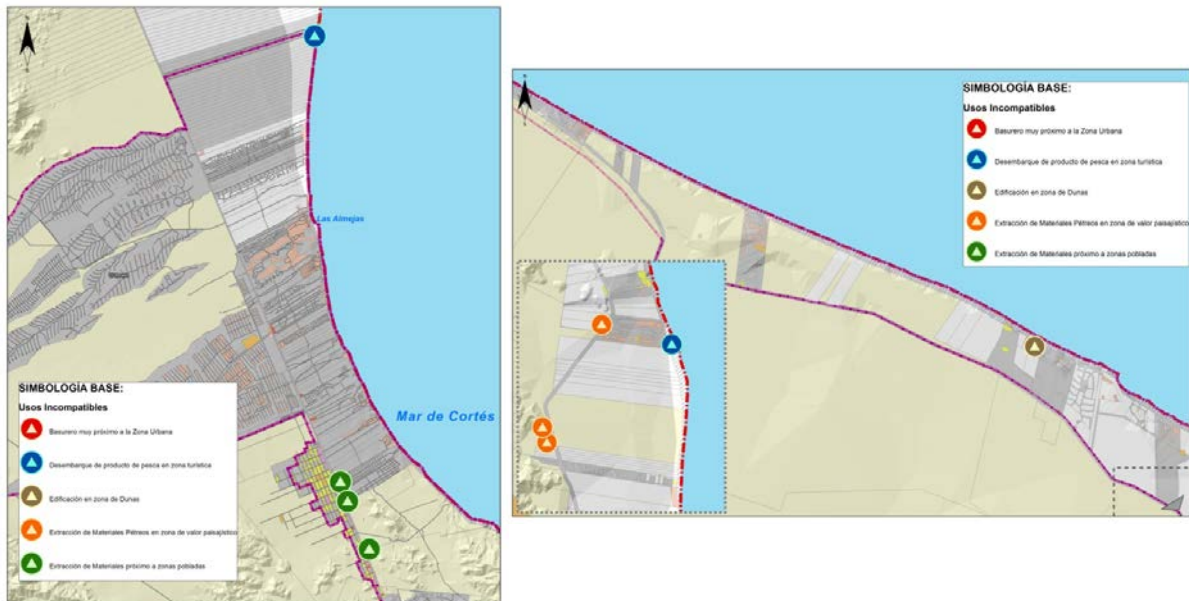 Las Almejas
Mar de Cortés
SIMBOLOGÍA BASE:
Usos Incompatibles
Basurero muy próximo a la Zona Urbana
Desembarque de producto de pesca en zona turística
Edificación en zona de Dunas
Extracción de Materiales Pétreos en zona de valor paisajístico
Extracción de Materiales próximo a zonas pobladas
SIMBOLOGÍA BASE:
Usos Incompatibles
Basurero muy próximo a la Zona Urbana
Desembarque de producto de pesca en zona turística
Edificación en zona de Dunas
Extracción de Materiales Pétreos en zona de valor paisajístico
Extracción de Materiales próximo a zonas pobladas